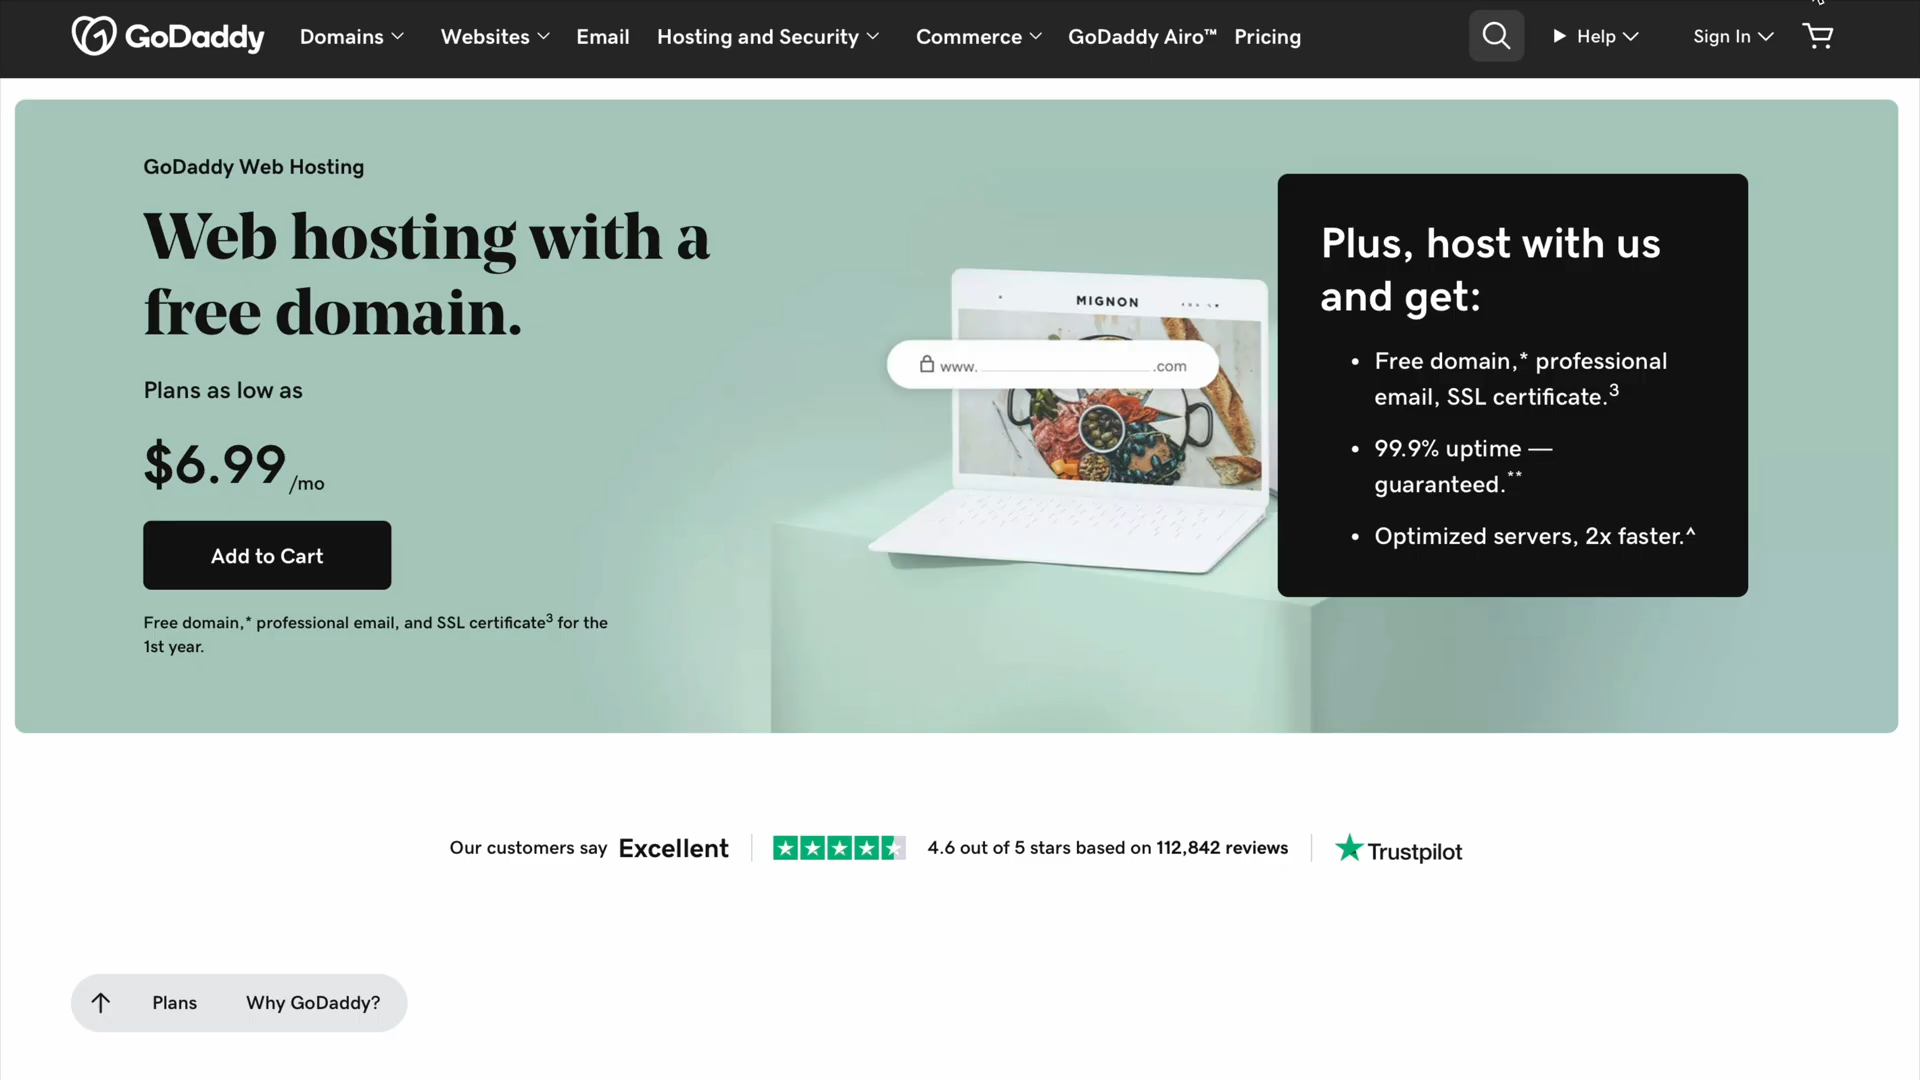 GoDaddy Domains Websites Email Hosting and Security Commerce GoDaddy Airo™ Pricing Help Sign In
GoDaddy Web Hosting
Web hosting with a
free domain.
Plans as low as
$6.99/mo
Add to Cart
Free domain,* professional email, and SSL certificate³ for the
1st year.
MIGNON
www. .com
Plus, host with us
and get:
• Free domain,* professional
email, SSL certificate.³
• 99.9% uptime —
guaranteed.**
• Optimized servers, 2x faster.^
Our customers say Excellent 4.6 out of 5 stars based on 112,842 reviews Trustpilot
Plans Why GoDaddy?